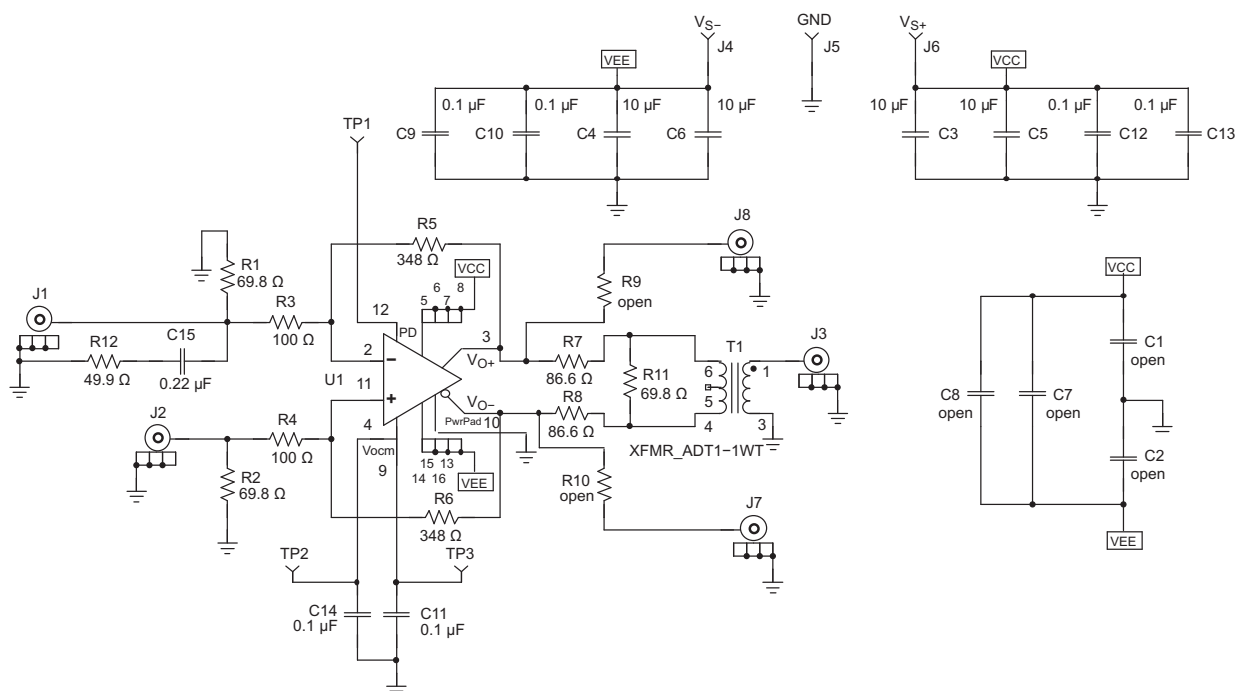 VS−
J4
GND
J5
VS+
J6
VEE
VCC
0.1 µF
0.1 µF
10 µF
10 µF
10 µF
10 µF
0.1 µF
0.1 µF
C9
C10
C4
C6
C3
C5
C12
C13
TP1
R5
348 Ω
VCC
J8
R1
69.8 Ω
6
8
5
7
R9
open
VCC
J1
R3
100 Ω
12
PD
3
VO+
R7
86.6 Ω
T1
J3
R12
49.9 Ω
C15
0.22 µF
2
U1
11
R11
69.8 Ω
6
5
4
1
3
C1
open
C8
open
C7
open
J2
R4
100 Ω
4
Vocm
9
VO−
PwrPad
10
R8
86.6 Ω
XFMR_ADT1−1WT
R2
69.8 Ω
15
13
14
16
VEE
R10
open
C2
open
R6
348 Ω
J7
VEE
TP2
TP3
C14
0.1 µF
C11
0.1 µF